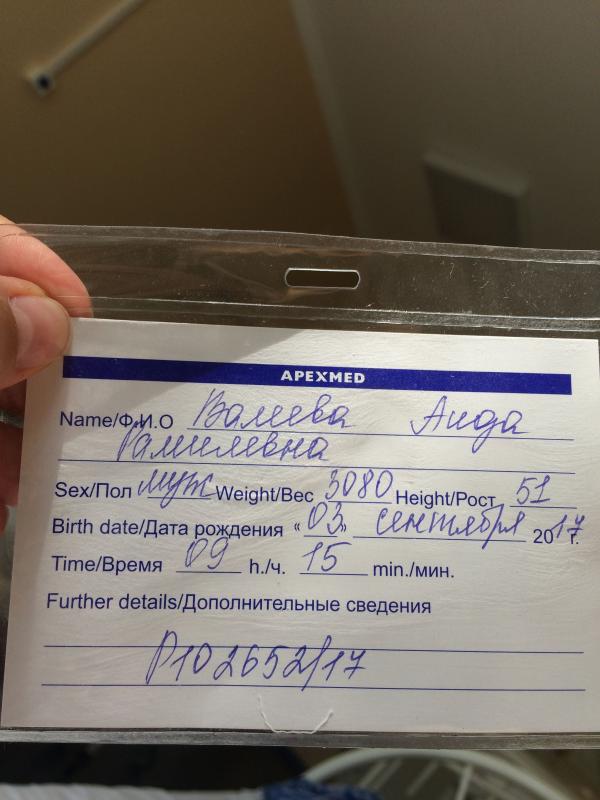 APEXMED
Name/Ф.И.О Валеева Аида
Рамилевна
Sex/Пол муж Weight/Вес 3080 Height/Рост 51
Birth date/Дата рождения «03» сентября 2017 г.
Time/Время 09 h./ч. 15 min./мин.
Further details/Дополнительные сведения
Р102652/17